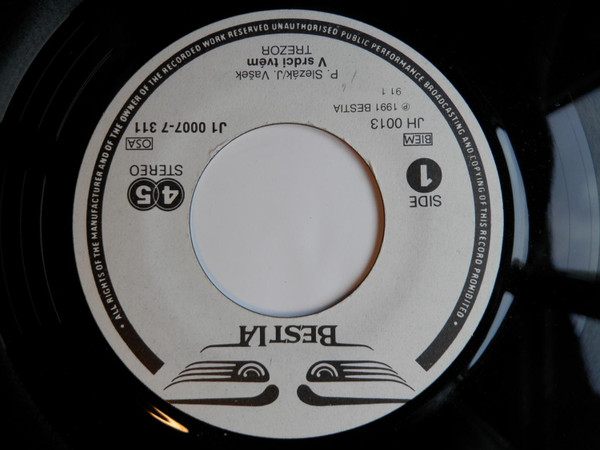 BESTIA
SIDE
1
BIEM
JH 0013
℗ 1991 BESTIA
91 1
45
STEREO
OSA
J1 0007-7 311
TREZOR
V srdci tvém
P. Slezák/J. Vašek
• ALL RIGHTS OF THE MANUFACTURER AND OF THE OWNER OF THE RECORDED WORK RESERVED UNAUTHORISED PUBLIC PERFORMANCE BROADCASTING AND COPYING OF THIS RECORD PROHIBITED •